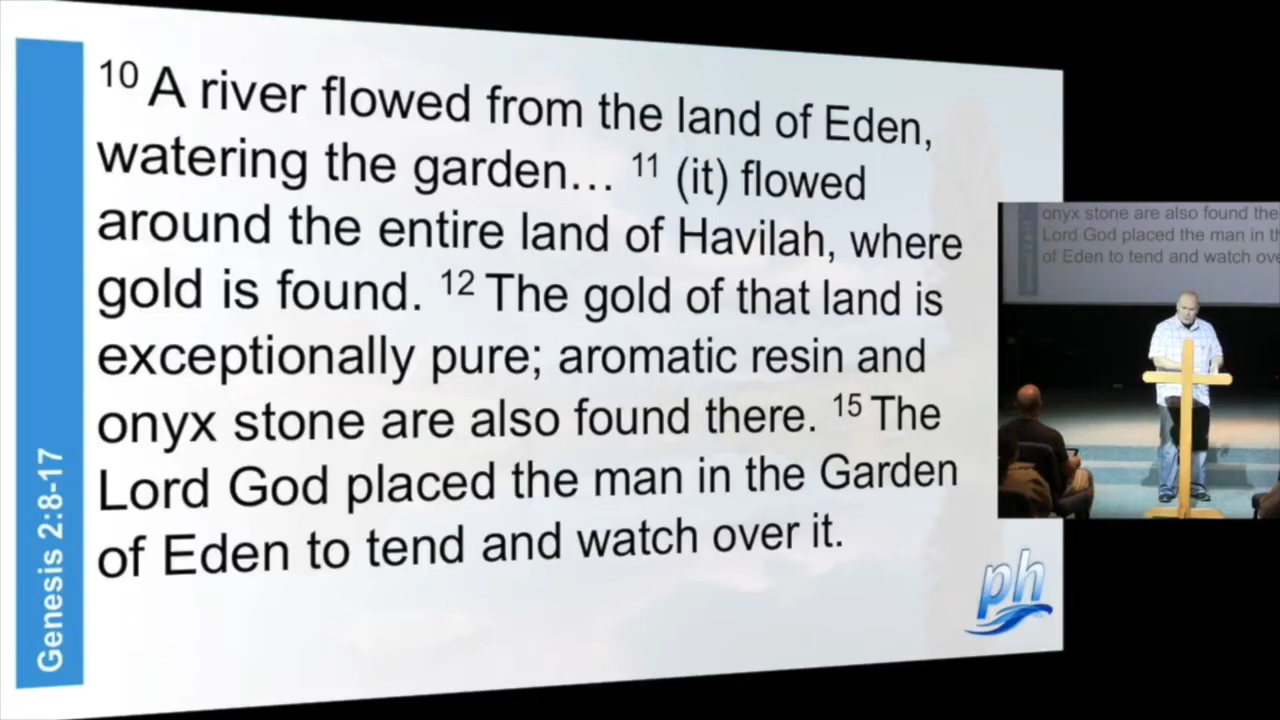 Genesis 2:8-17
10 A river flowed from the land of Eden,
watering the garden... 11 (it) flowed
around the entire land of Havilah, where
gold is found. 12 The gold of that land is
exceptionally pure; aromatic resin and
onyx stone are also found there. 15 The
Lord God placed the man in the Garden
of Eden to tend and watch over it.
ph
onyx stone are also found the
Lord God placed the man in th
of Eden to tend and watch ove